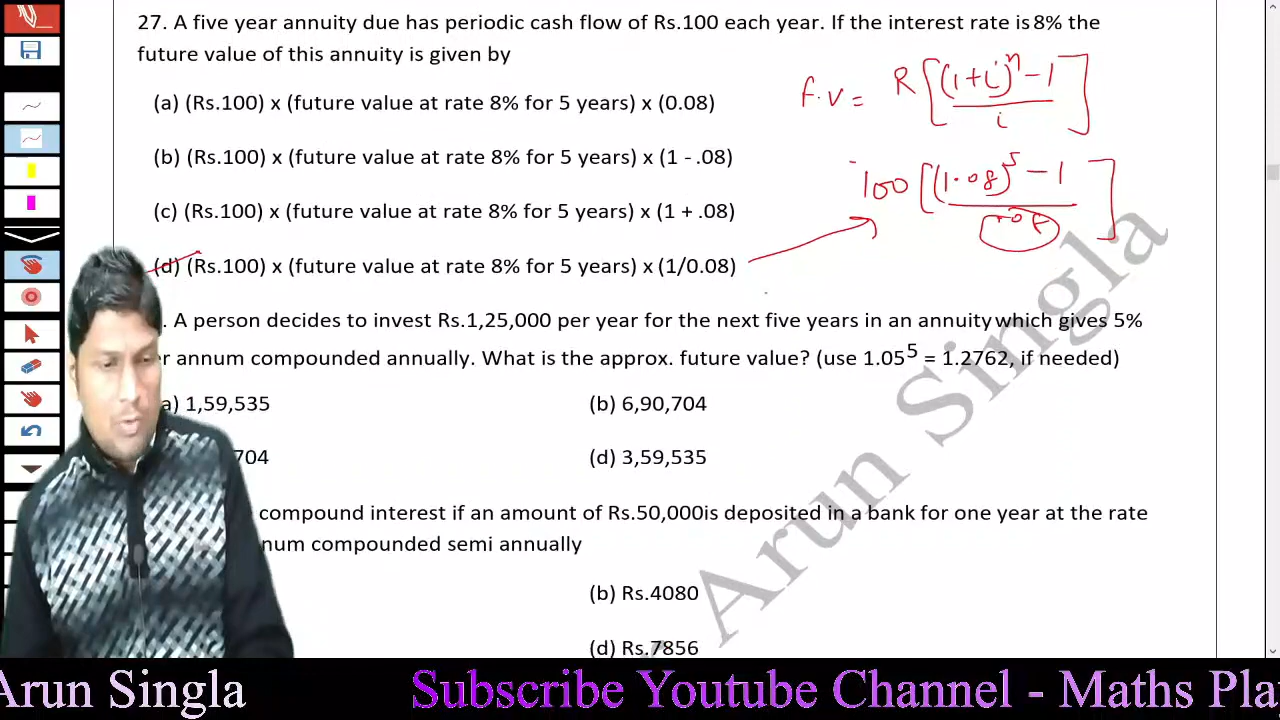 27. A five year annuity due has periodic cash flow of Rs.100 each year. If the interest rate is 8% the
future value of this annuity is given by
f.v = R [ (1+i)^n - 1 / i ]
(a) (Rs.100) x (future value at rate 8% for 5 years) x (0.08)
(b) (Rs.100) x (future value at rate 8% for 5 years) x (1 - .08)
100 [ (1.08)^5 - 1 / .08 ]
(c) (Rs.100) x (future value at rate 8% for 5 years) x (1 + .08)
(d) (Rs.100) x (future value at rate 8% for 5 years) x (1/0.08)
. A person decides to invest Rs.1,25,000 per year for the next five years in an annuity which gives 5%
annum compounded annually. What is the approx. future value? (use 1.05^5 = 1.2762, if needed)
a) 1,59,535
(b) 6,90,704
704
(d) 3,59,535
compound interest if an amount of Rs.50,000is deposited in a bank for one year at the rate
num compounded semi annually
(b) Rs.4080
(d) Rs.7856
Arun Singla
Arun Singla
Subscribe Youtube Channel - Maths Pla